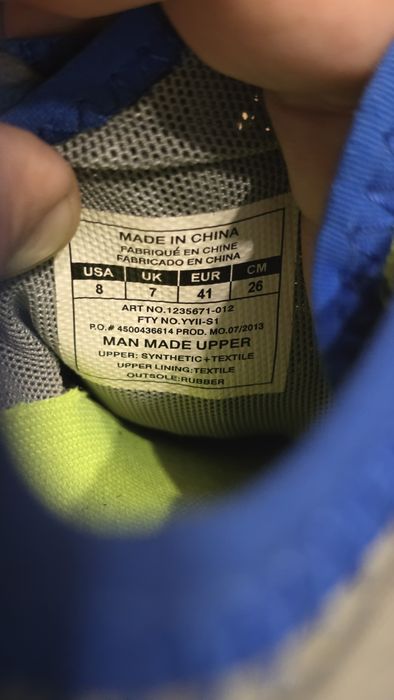 MADE IN CHINA
FABRIQUÉ EN CHINE
FABRICADO EN CHINA
USA UK EUR CM
8 7 41 26
ART NO.1235671-012
FTY NO.YYII-S1
P.O.# 4500436614 PROD. MO.07/2013
MAN MADE UPPER
UPPER: SYNTHETIC+TEXTILE
UPPER LINING:TEXTILE
OUTSOLE:RUBBER